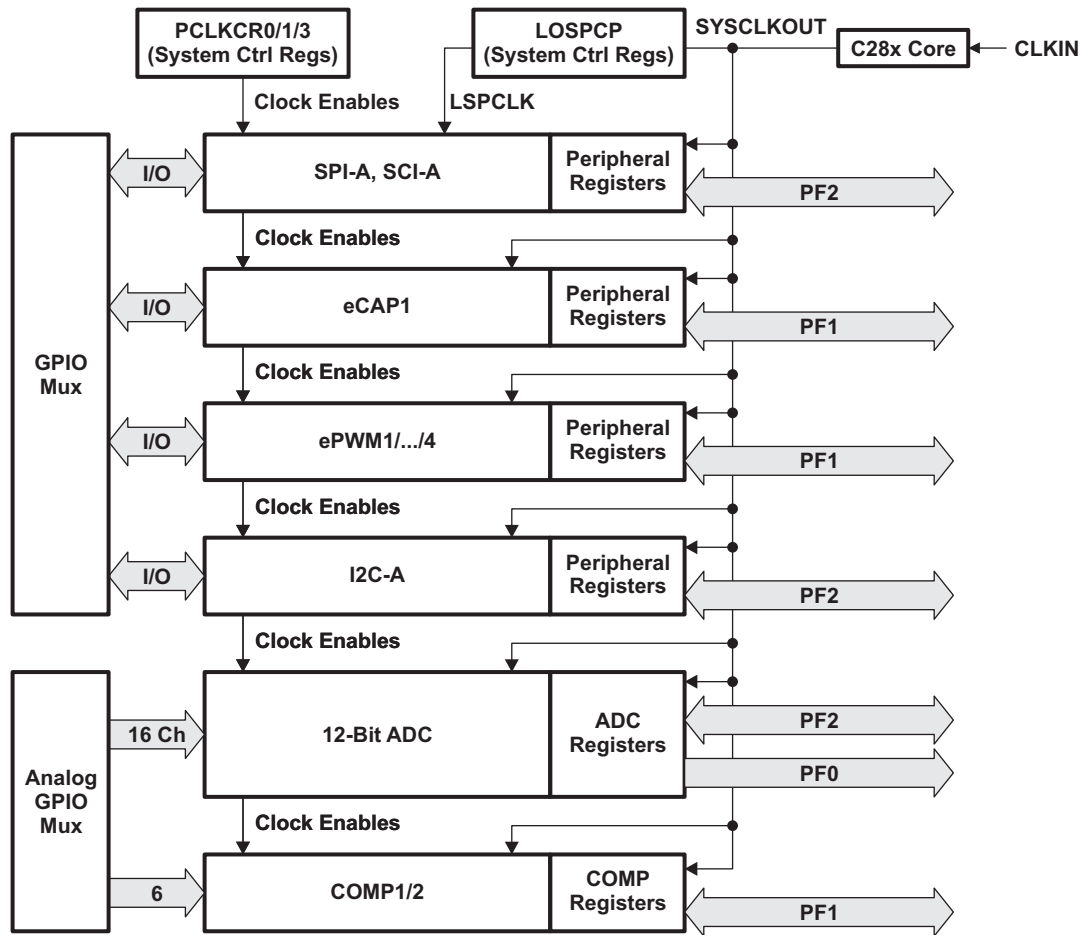 PCLKCR0/1/3
(System Ctrl Regs)
LOSPCP
(System Ctrl Regs)
SYSCLKOUT
C28x Core
CLKIN
Clock Enables
LSPCLK
I/O
SPI-A, SCI-A
Peripheral
Registers
PF2
Clock Enables
I/O
eCAP1
Peripheral
Registers
PF1
GPIO
Mux
Clock Enables
I/O
ePWM1/.../4
Peripheral
Registers
PF1
Clock Enables
I/O
I2C-A
Peripheral
Registers
PF2
Clock Enables
Analog
GPIO
Mux
16 Ch
12-Bit ADC
ADC
Registers
PF2
PF0
Clock Enables
6
COMP1/2
COMP
Registers
PF1